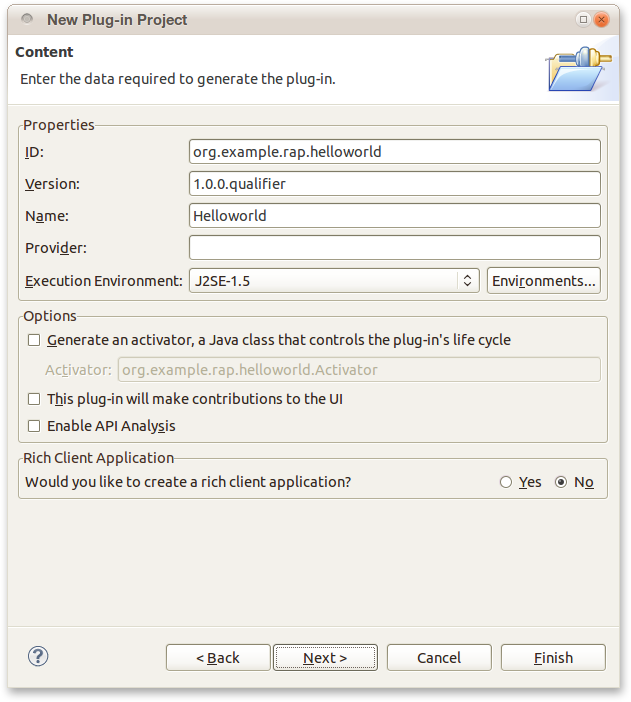 New Plug-in Project
Content
Enter the data required to generate the plug-in.
Properties
ID: org.example.rap.helloworld
Version: 1.0.0.qualifier
Name: Helloworld
Provider:
Execution Environment: J2SE-1.5 Environments...
Options
Generate an activator, a Java class that controls the plug-in's life cycle
Activator: org.example.rap.helloworld.Activator
This plug-in will make contributions to the UI
Enable API Analysis
Rich Client Application
Would you like to create a rich client application? Yes No
? < Back Next > Cancel Finish